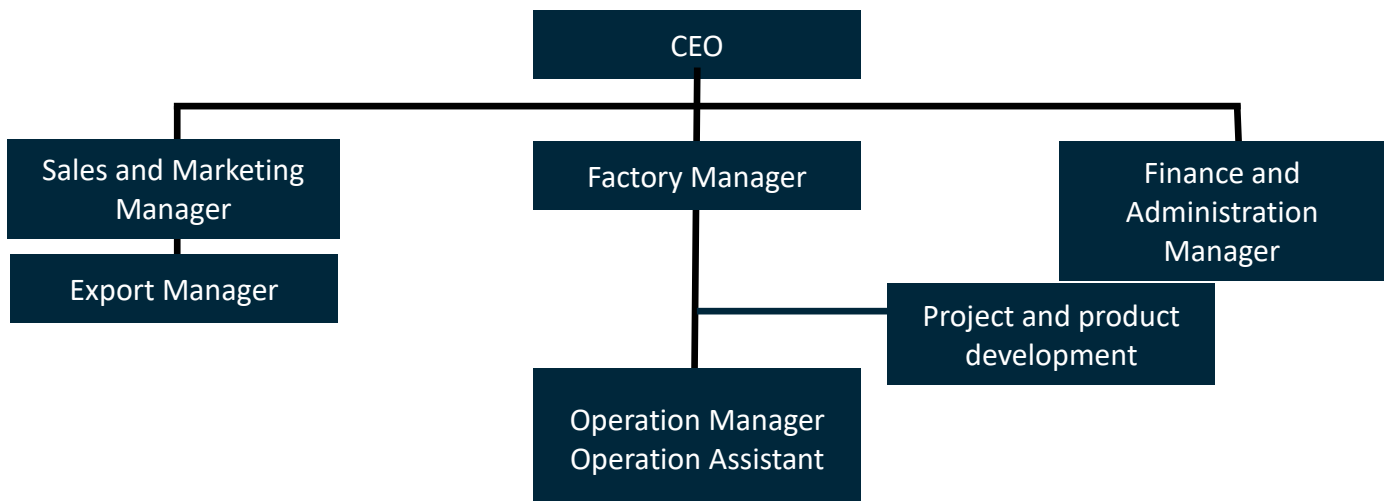 CEO
Sales and Marketing
Manager
Factory Manager
Finance and
Administration
Manager
Export Manager
Project and product
development
Operation Manager
Operation Assistant